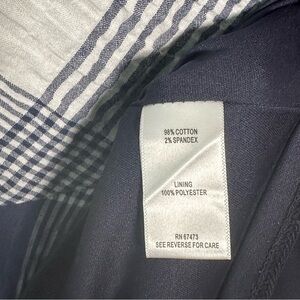 98% COTTON
2% SPANDEX
LINING
100% POLYESTER
RN 67473
SEE REVERSE FOR CARE